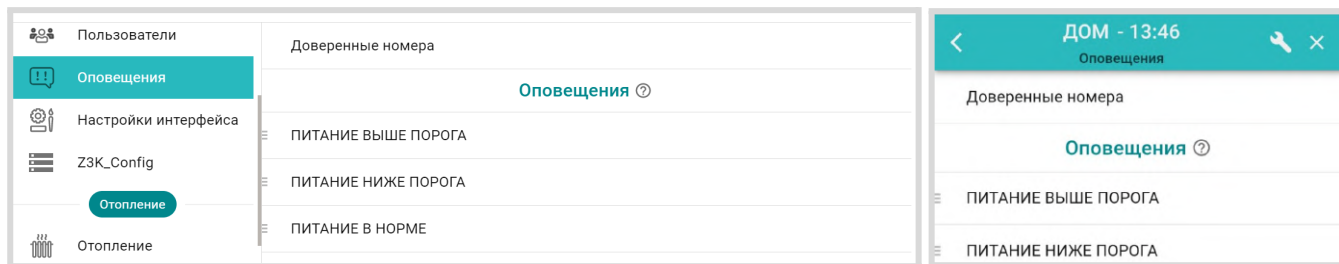 Пользователи
Оповещения
Настройки интерфейса
Z3K_Config
Отопление
Отопление
Доверенные номера
Оповещения ?
ПИТАНИЕ ВЫШЕ ПОРОГА
ПИТАНИЕ НИЖЕ ПОРОГА
ПИТАНИЕ В НОРМЕ
ДОМ - 13:46
Оповещения
Доверенные номера
Оповещения ?
ПИТАНИЕ ВЫШЕ ПОРОГА
ПИТАНИЕ НИЖЕ ПОРОГА